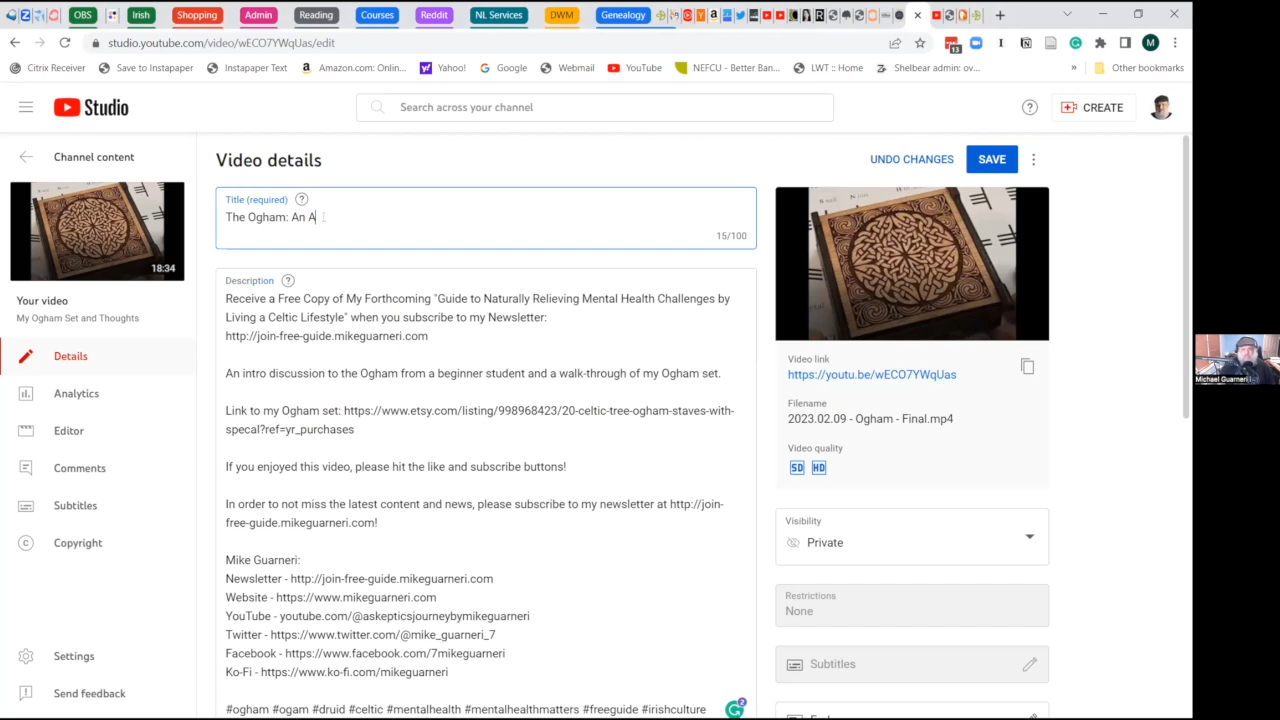 OBS
Irish
Shopping
Admin
Reading
Courses
Reddit
NL Services
DWM
Genealogy
studio.youtube.com/video/wECO7YWqUas/edit
13
M
Citrix Receiver
Save to Instapaper
Instapaper Text
Amazon.com: Onlin...
Yahoo!
Google
Webmail
YouTube
NEFCU - Better Ban...
LWT :: Home
Shelbear admin: ov...
»
Other bookmarks
Studio
Search across your channel
CREATE
Channel content
18:34
Your video
My Ogham Set and Thoughts
Details
Analytics
Editor
Comments
Subtitles
Copyright
Settings
Send feedback
Video details
UNDO CHANGES
SAVE
Title (required)
The Ogham: An A
15/100
Description
Receive a Free Copy of My Forthcoming "Guide to Naturally Relieving Mental Health Challenges by
Living a Celtic Lifestyle" when you subscribe to my Newsletter:
http://join-free-guide.mikeguarneri.com
An intro discussion to the Ogham from a beginner student and a walk-through of my Ogham set.
Link to my Ogham set: https://www.etsy.com/listing/998968423/20-celtic-tree-ogham-staves-with-
specal?ref=yr_purchases
If you enjoyed this video, please hit the like and subscribe buttons!
In order to not miss the latest content and news, please subscribe to my newsletter at http://join-
free-guide.mikeguarneri.com!
Mike Guarneri:
Newsletter - http://join-free-guide.mikeguarneri.com
Website - https://www.mikeguarneri.com
YouTube - youtube.com/@askepticsjourneybymikeguarneri
Twitter - https://www.twitter.com/@mike_guarneri_7
Facebook - https://www.facebook.com/7mikeguarneri
Ko-Fi - https://www.ko-fi.com/mikeguarneri
#ogham #ogam #druid #celtic #mentalhealth #mentalhealthmatters #freeguide #irishculture
2
Video link
https://youtu.be/wECO7YWqUas
Filename
2023.02.09 - Ogham - Final.mp4
Video quality
SD HD
Visibility
Private
Restrictions
None
Subtitles
Michael Guarneri